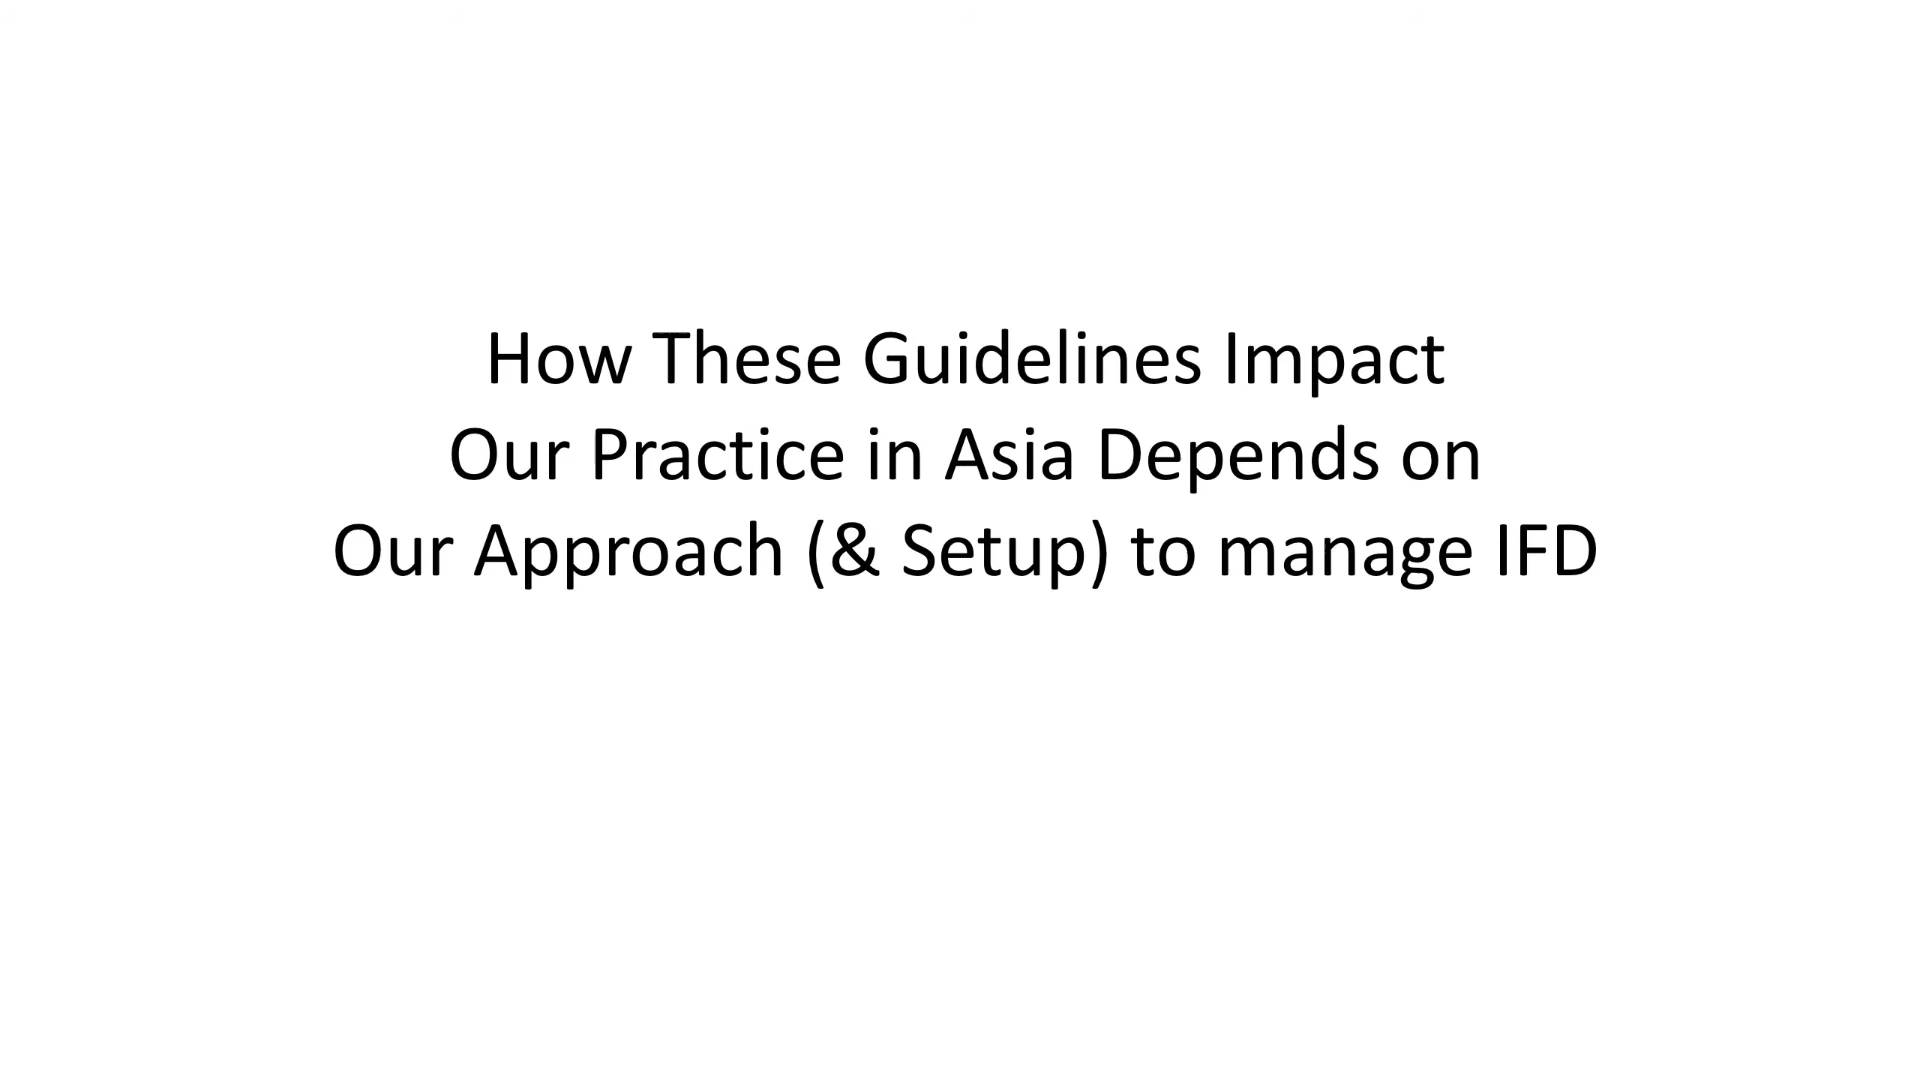 How These Guidelines Impact
Our Practice in Asia Depends on
Our Approach (& Setup) to manage IFD